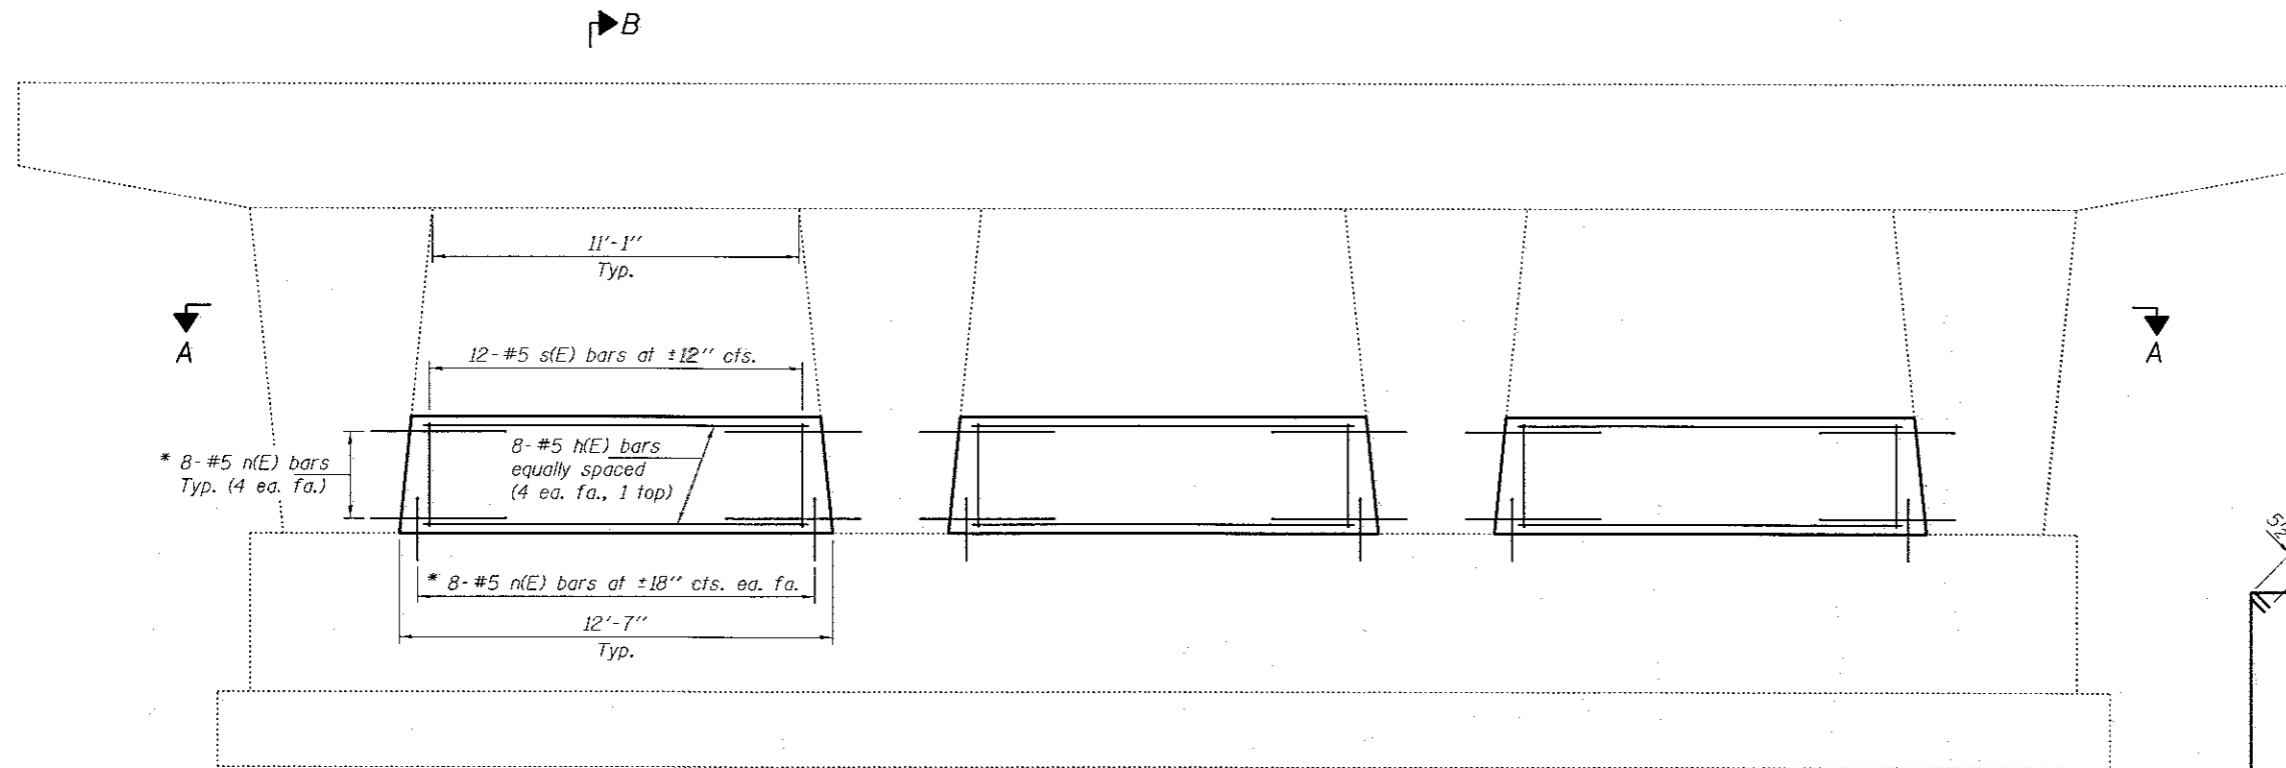 B
11'-1"
Typ.
A
A
12-#5 s(E) bars at ±12" cts.
8-#5 h(E) bars
equally spaced
(4 ea. fa., 1 top)
* 8-#5 n(E) bars
Typ. (4 ea. fa.)
* 8-#5 n(E) bars at ±18" cts. ea. fa.
12'-7"
Typ.